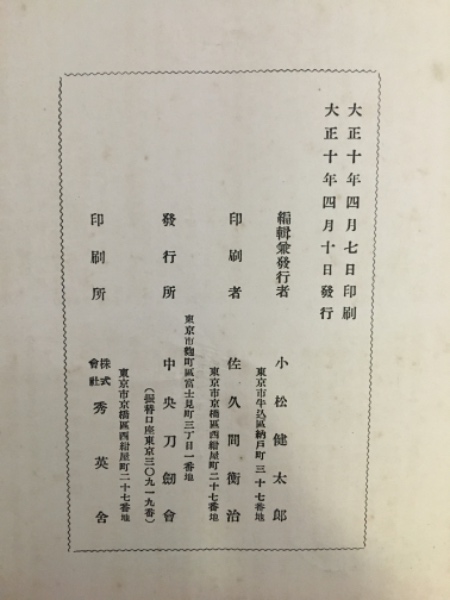 大正十年四月七日印刷
大正十年四月十日發行
編輯兼發行者　小松健太郎
東京市牛込區納戸町三十七番地
印刷者　佐久間衡治
東京市京橋區西紺屋町二十七番地
東京市麴町區富士見町三丁目一番地
發行所　中央刀劒會
(振替口座東京三〇九一九番)
東京市京橋區西紺屋町二十七番地
印刷所　株式會社　秀英舍